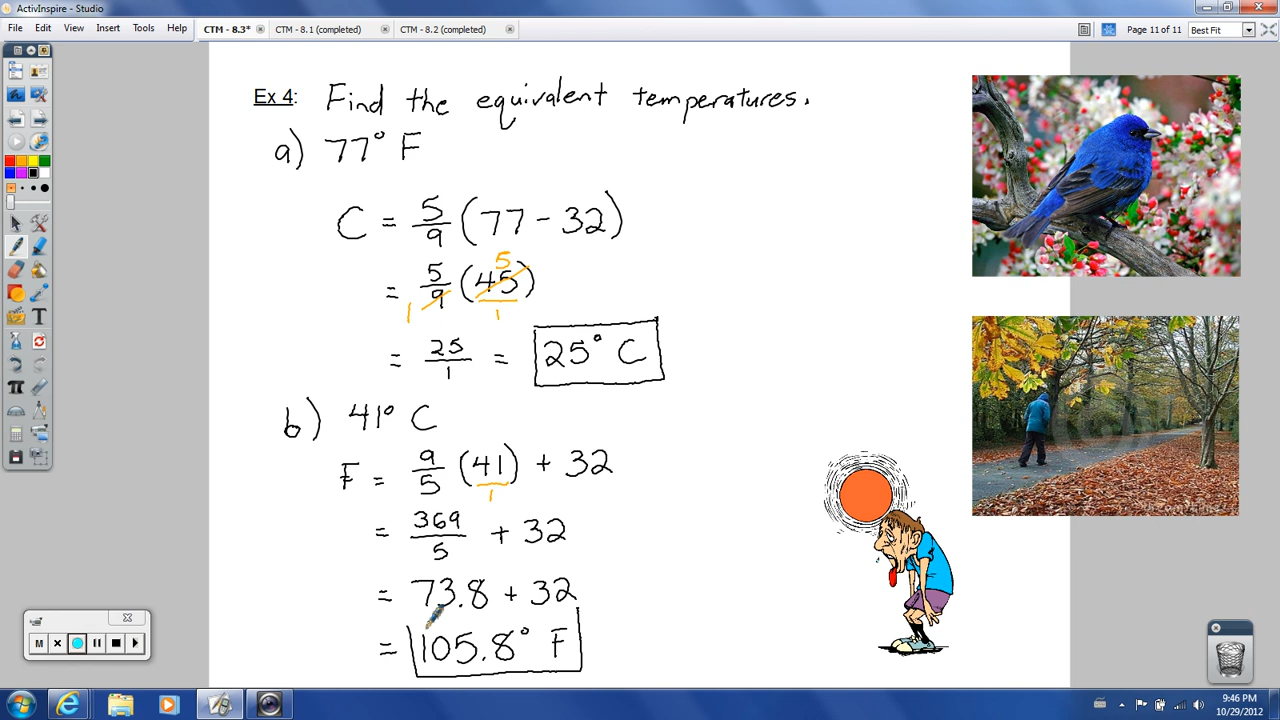 ActivInspire - Studio
File Edit View Insert Tools Help
CTM - 8.3* CTM - 8.1 (completed) CTM - 8.2 (completed)
Page 11 of 11 Best Fit
Ex 4: Find the equivalent temperatures.
a) 77° F
C = 5/9 (77 - 32)
5
= 5/9 (45)
1 1
= 25/1 = 25° C
b) 41° C
F = 9/5 (41) + 32
1
= 369/5 + 32
= 73.8 + 32
= 105.8° F
M
9:46 PM
10/29/2012